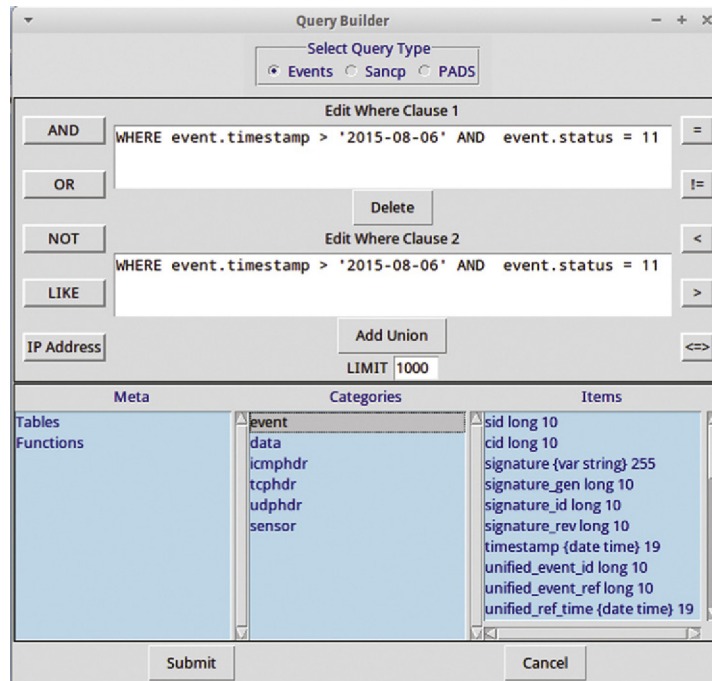 Query Builder
Select Query Type
Events Sancp PADS
Edit Where Clause 1
AND
WHERE event.timestamp > '2015-08-06' AND  event.status = 11
=
OR
!=
Delete
NOT
Edit Where Clause 2
<
WHERE event.timestamp > '2015-08-06' AND  event.status = 11
LIKE
>
Add Union
IP Address
<=>
LIMIT 1000
Meta
Categories
Items
Tables
Functions
event
data
icmphdr
tcphdr
udphdr
sensor
sid long 10
cid long 10
signature {var string} 255
signature_gen long 10
signature_id long 10
signature_rev long 10
timestamp {date time} 19
unified_event_id long 10
unified_event_ref long 10
unified_ref_time {date time} 19
Submit
Cancel